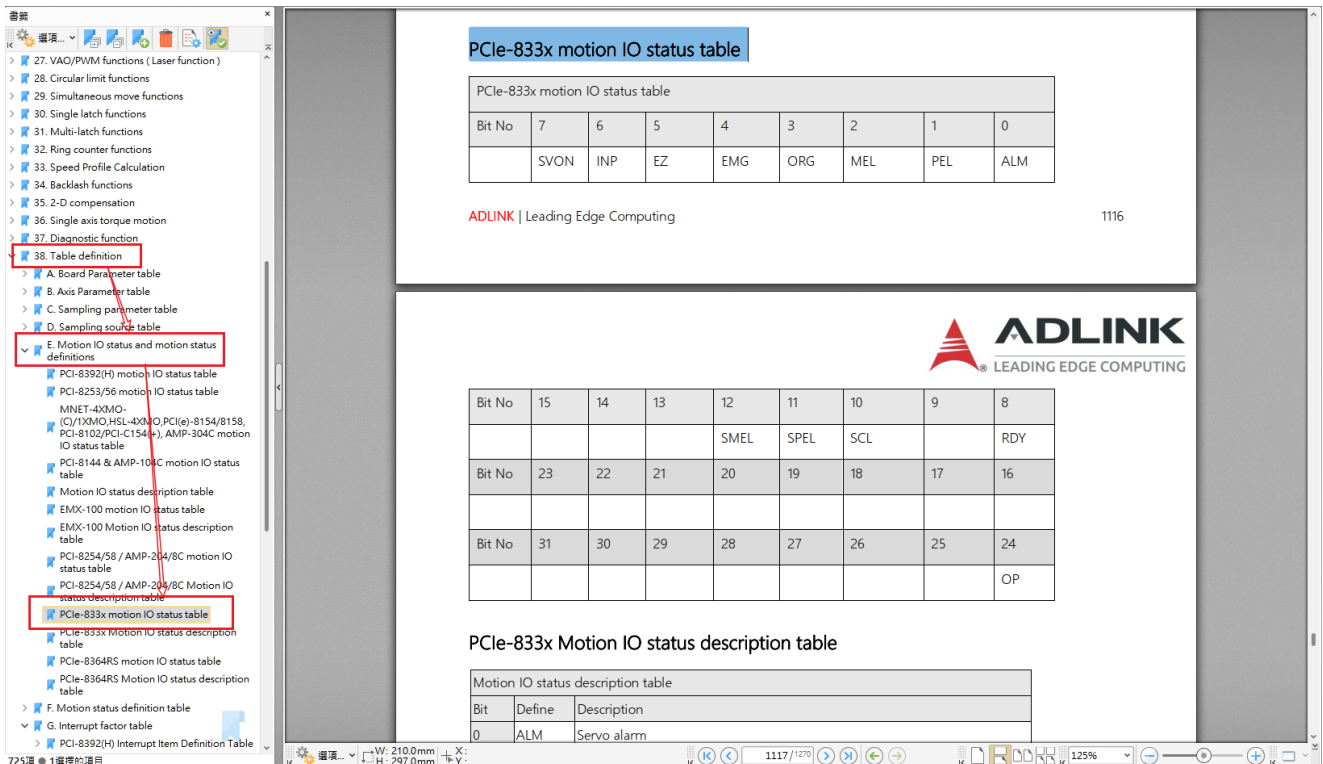 書籤
選項...
27. VAO/PWM functions ( Laser function )
28. Circular limit functions
29. Simultaneous move functions
30. Single latch functions
31. Multi-latch functions
32. Ring counter functions
33. Speed Profile Calculation
34. Backlash functions
35. 2-D compensation
36. Single axis torque motion
37. Diagnostic function
38. Table definition
A. Board Parameter table
B. Axis Parameter table
C. Sampling parameter table
D. Sampling source table
E. Motion IO status and motion status
definitions
PCI-8392(H) motion IO status table
PCI-8253/56 motion IO status table
MNET-4XMO-
(C)/1XMO,HSL-4XMO,PCI(e)-8154/8158,
PCI-8102/PCI-C154(+), AMP-304C motion
IO status table
PCI-8144 & AMP-104C motion IO status
table
Motion IO status description table
EMX-100 motion IO status table
EMX-100 Motion IO status description
table
PCI-8254/58 / AMP-204/8C motion IO
status table
PCI-8254/58 / AMP-204/8C Motion IO
status description table
PCIe-833x motion IO status table
PCIe-833x Motion IO status description
table
PCIe-8364RS motion IO status table
PCIe-8364RS Motion IO status description
table
F. Motion status definition table
G. Interrupt factor table
PCI-8392(H) Interrupt Item Definition Table
725項 1選擇的項目
PCIe-833x motion IO status table
PCIe-833x motion IO status table
Bit No 7 6 5 4 3 2 1 0
SVON INP EZ EMG ORG MEL PEL ALM
ADLINK | Leading Edge Computing 1116
ADLINK
® LEADING EDGE COMPUTING
Bit No 15 14 13 12 11 10 9 8
SMEL SPEL SCL RDY
Bit No 23 22 21 20 19 18 17 16
Bit No 31 30 29 28 27 26 25 24
OP
PCIe-833x Motion IO status description table
Motion IO status description table
Bit Define Description
0 ALM Servo alarm
選項... W: 210.0mm X:
H: 297.0mm Y:
1117 /1270
125%